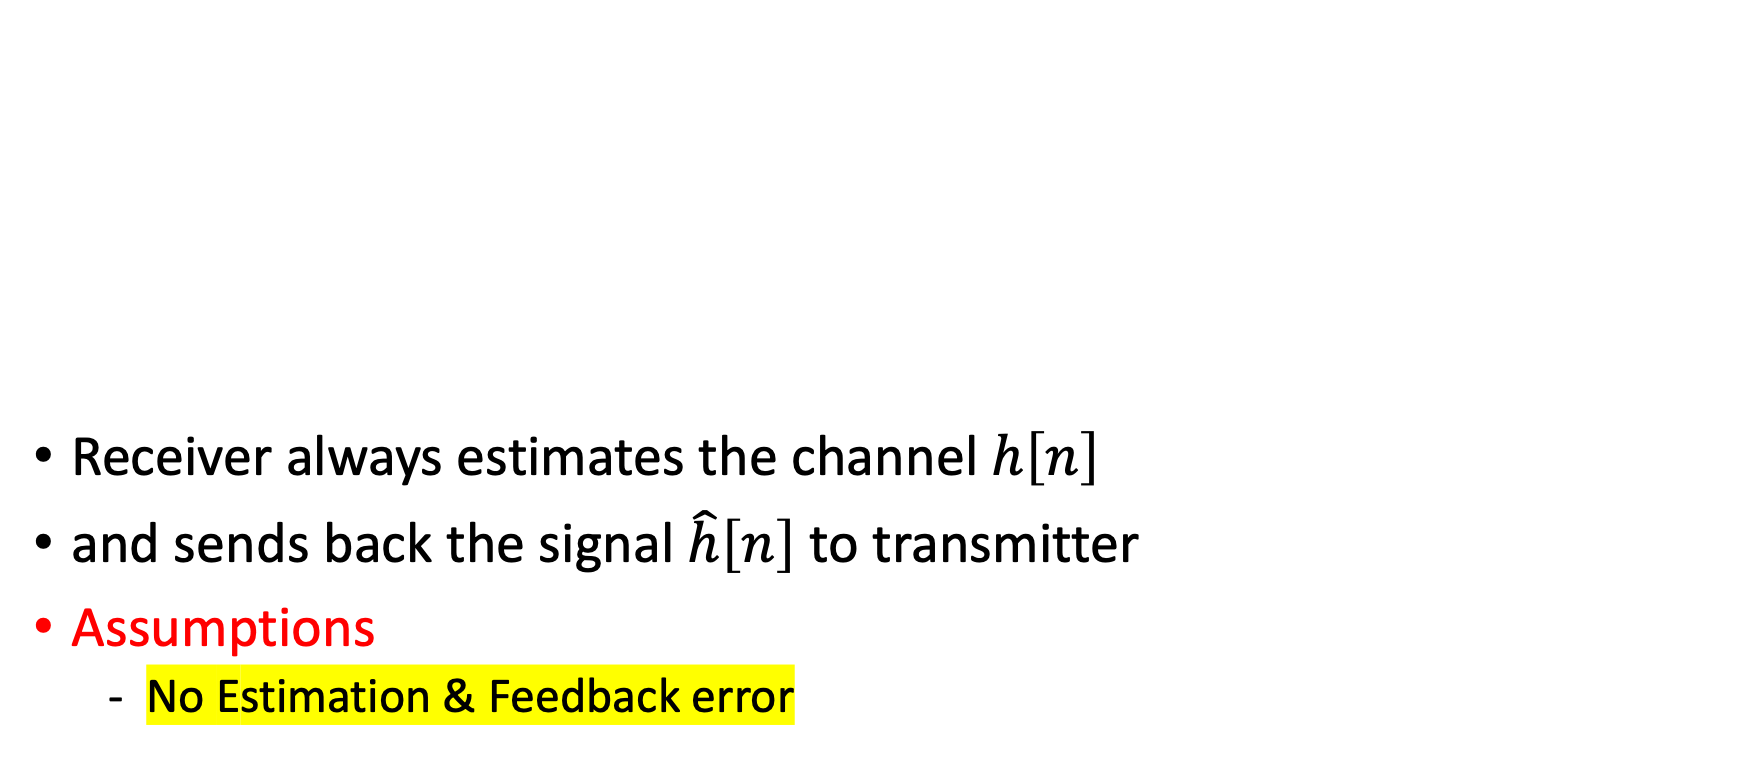 • Receiver always estimates the channel ℎ[𝑛]
• and sends back the signal ĥ[𝑛] to transmitter
• Assumptions
- No Estimation & Feedback error